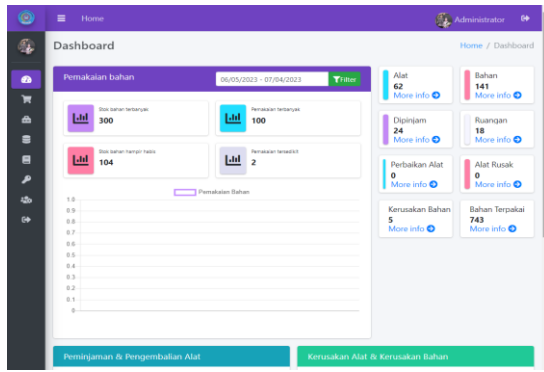 Home
Administrator
Dashboard
Home / Dashboard
Pemakaian bahan
06/05/2023 - 07/04/2023
Filter
Stok bahan terbanyak
300
Pemakaian terbanyak
100
Stok bahan hampir habis
104
Pemakaian tersedikit
2
Pemakaian Bahan
1.0
0.9
0.8
0.7
0.6
0.5
0.4
0.3
0.2
0.1
0
Alat
62
More info
Bahan
141
More info
Dipinjam
24
More info
Ruangan
18
More info
Perbaikan Alat
0
More info
Alat Rusak
0
More info
Kerusakan Bahan
5
More info
Bahan Terpakai
743
More info
Peminjaman & Pengembalian Alat
Kerusakan Alat & Kerusakan Bahan